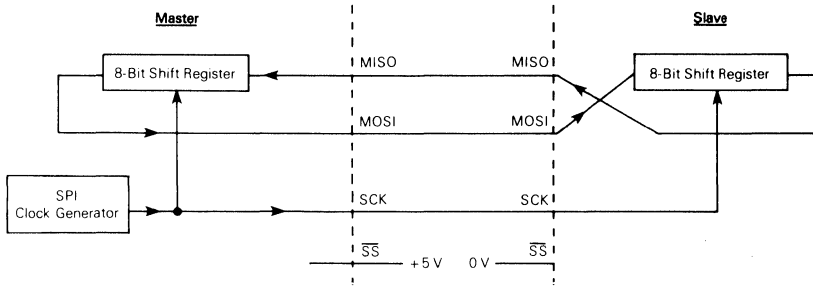 Master
Slave
8-Bit Shift Register
MISO
MISO
8-Bit Shift Register
MOSI
MOSI
SPI
Clock Generator
SCK
SCK
SS
+5 V
0 V
SS